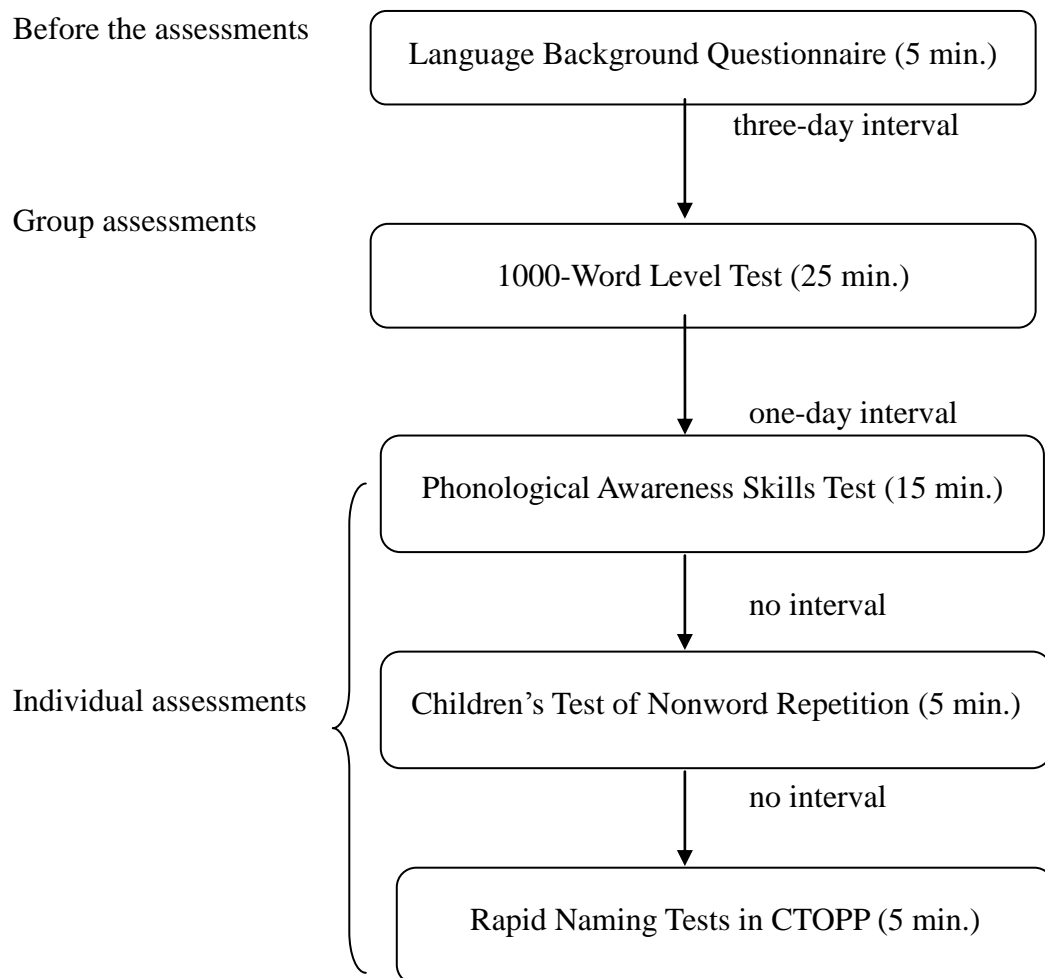 Before the assessments
Language Background Questionnaire (5 min.)
three-day interval
Group assessments
1000-Word Level Test (25 min.)
one-day interval
Phonological Awareness Skills Test (15 min.)
no interval
Individual assessments
Children’s Test of Nonword Repetition (5 min.)
no interval
Rapid Naming Tests in CTOPP (5 min.)